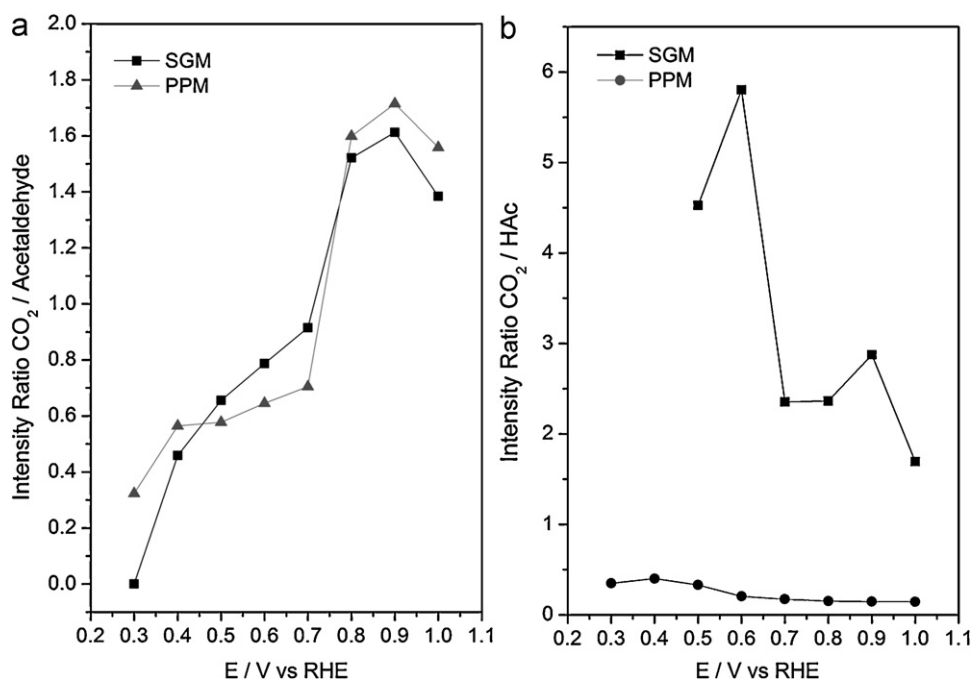 a
SGM
PPM
Intensity Ratio CO₂ / Acetaldehyde
2.0
1.8
1.6
1.4
1.2
1.0
0.8
0.6
0.4
0.2
0.0
0.2 0.3 0.4 0.5 0.6 0.7 0.8 0.9 1.0 1.1
E / V vs RHE
b
SGM
PPM
Intensity Ratio CO₂ / HAc
6
5
4
3
2
1
0
0.2 0.3 0.4 0.5 0.6 0.7 0.8 0.9 1.0 1.1
E / V vs RHE